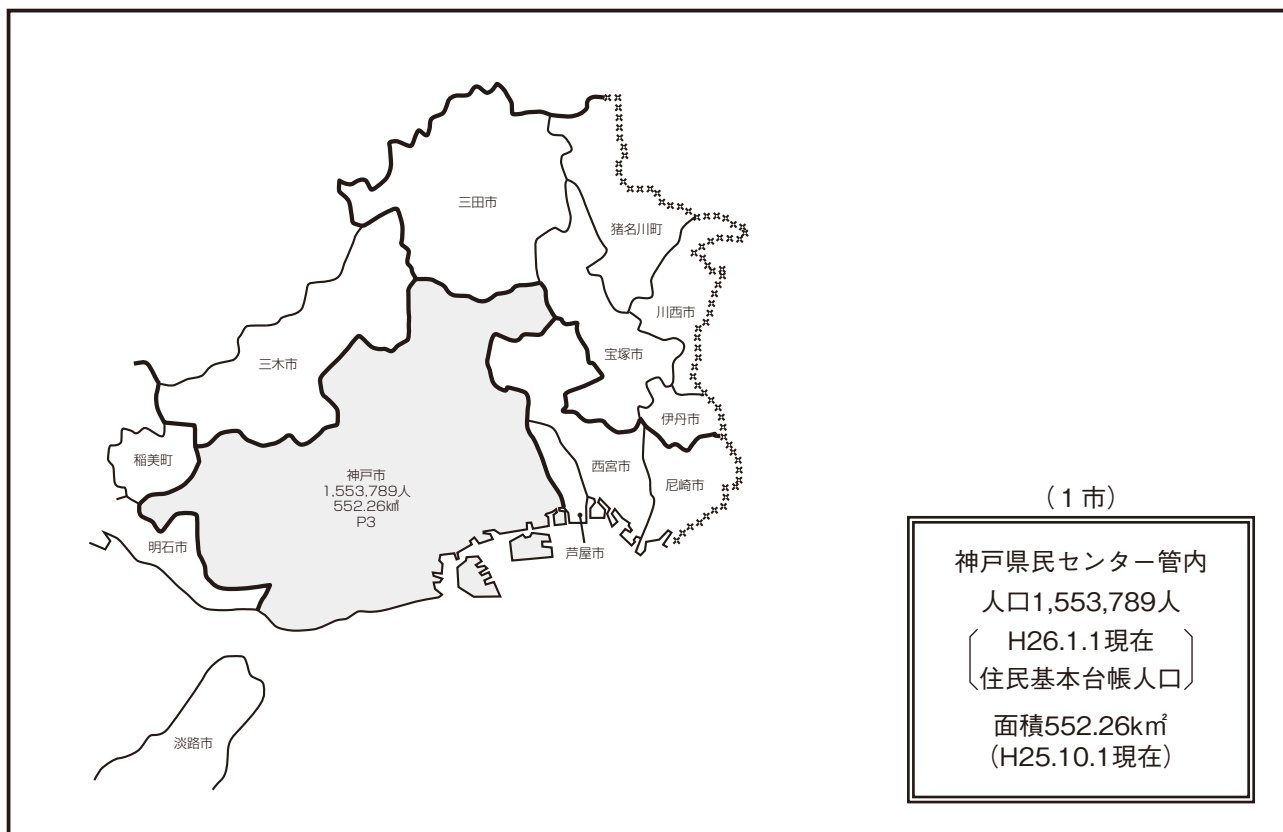 三田市
猪名川町
川西市
宝塚市
三木市
伊丹市
稲美町
西宮市
神戸市
1,553,789人
552.26㎢
P3
尼崎市
明石市
芦屋市
淡路市
（1市）
神戸県民センター管内
人口1,553,789人
H26.1.1現在
住民基本台帳人口
面積552.26k㎡
（H25.10.1現在）